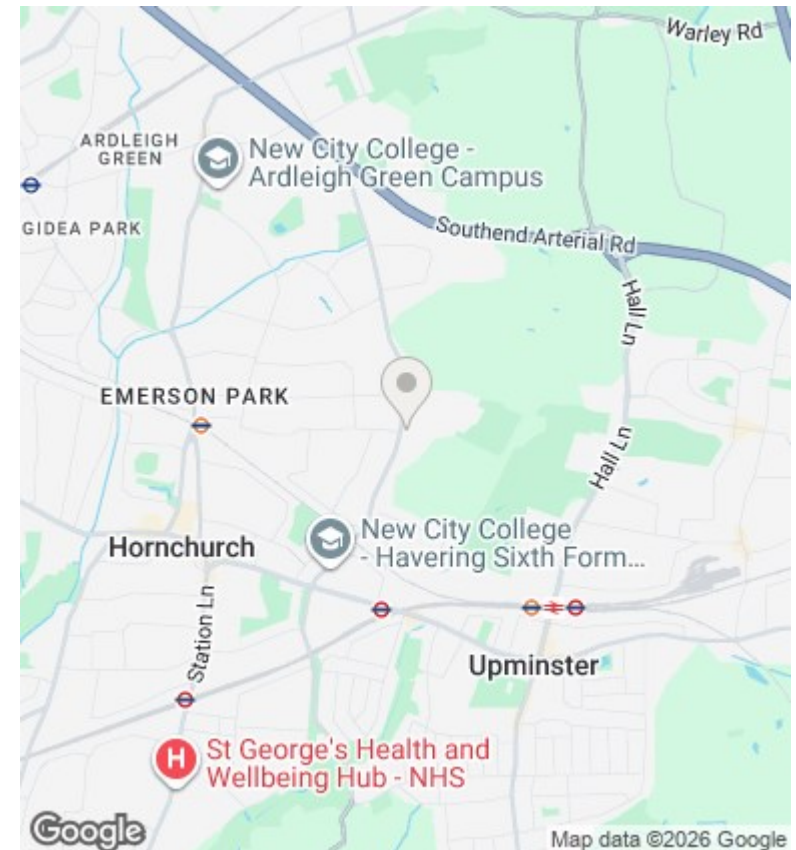 Warley Rd
ARDLEIGH
GREEN
New City College -
Ardleigh Green Campus
GIDEA PARK
Southend Arterial Rd
Hall Ln
EMERSON PARK
Hall Ln
New City College
- Havering Sixth Form...
Hornchurch
Station Ln
Upminster
H
St George's Health and
Wellbeing Hub - NHS
Google
Map data ©2026 Google